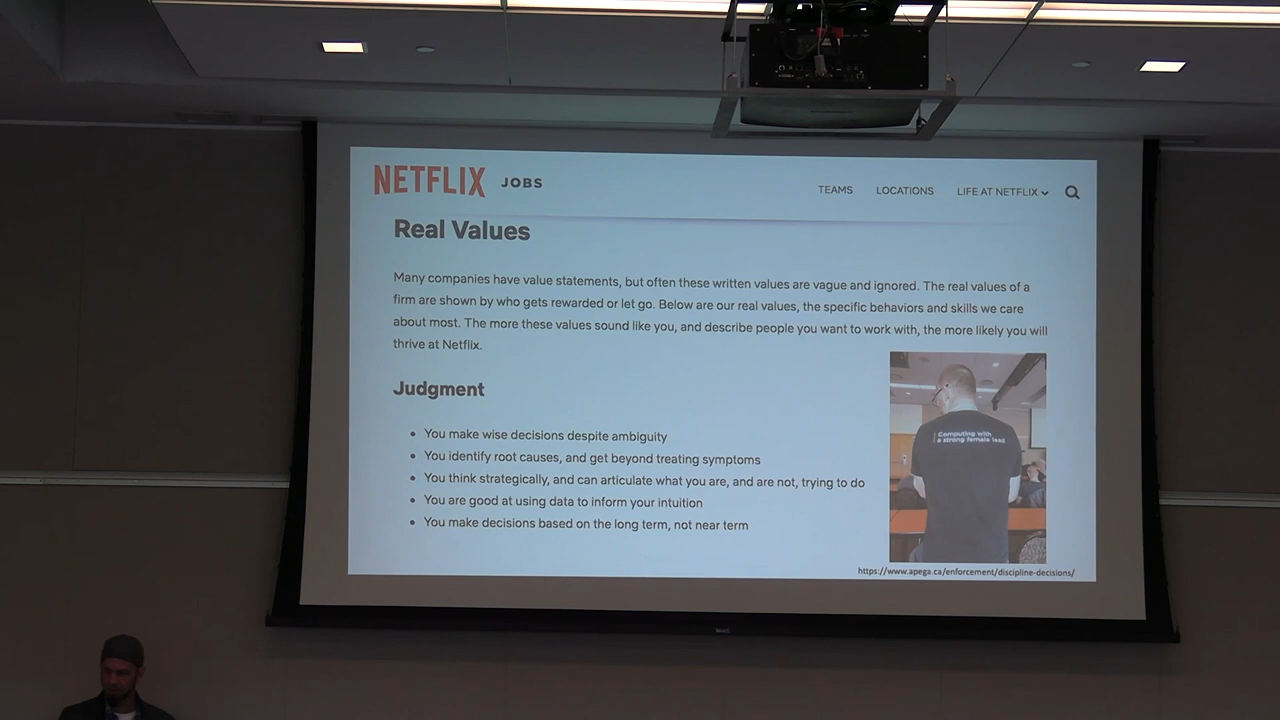 NETFLIX JOBS
TEAMS LOCATIONS LIFE AT NETFLIX
Real Values
Many companies have value statements, but often these written values are vague and ignored. The real values of a
firm are shown by who gets rewarded or let go. Below are our real values, the specific behaviors and skills we care
about most. The more these values sound like you, and describe people you want to work with, the more likely you will
thrive at Netflix.
Judgment
• You make wise decisions despite ambiguity
• You identify root causes, and get beyond treating symptoms
• You think strategically, and can articulate what you are, and are not, trying to do
• You are good at using data to inform your intuition
• You make decisions based on the long term, not near term
Computing with
a strong female lead
https://www.apega.ca/enforcement/discipline-decisions/